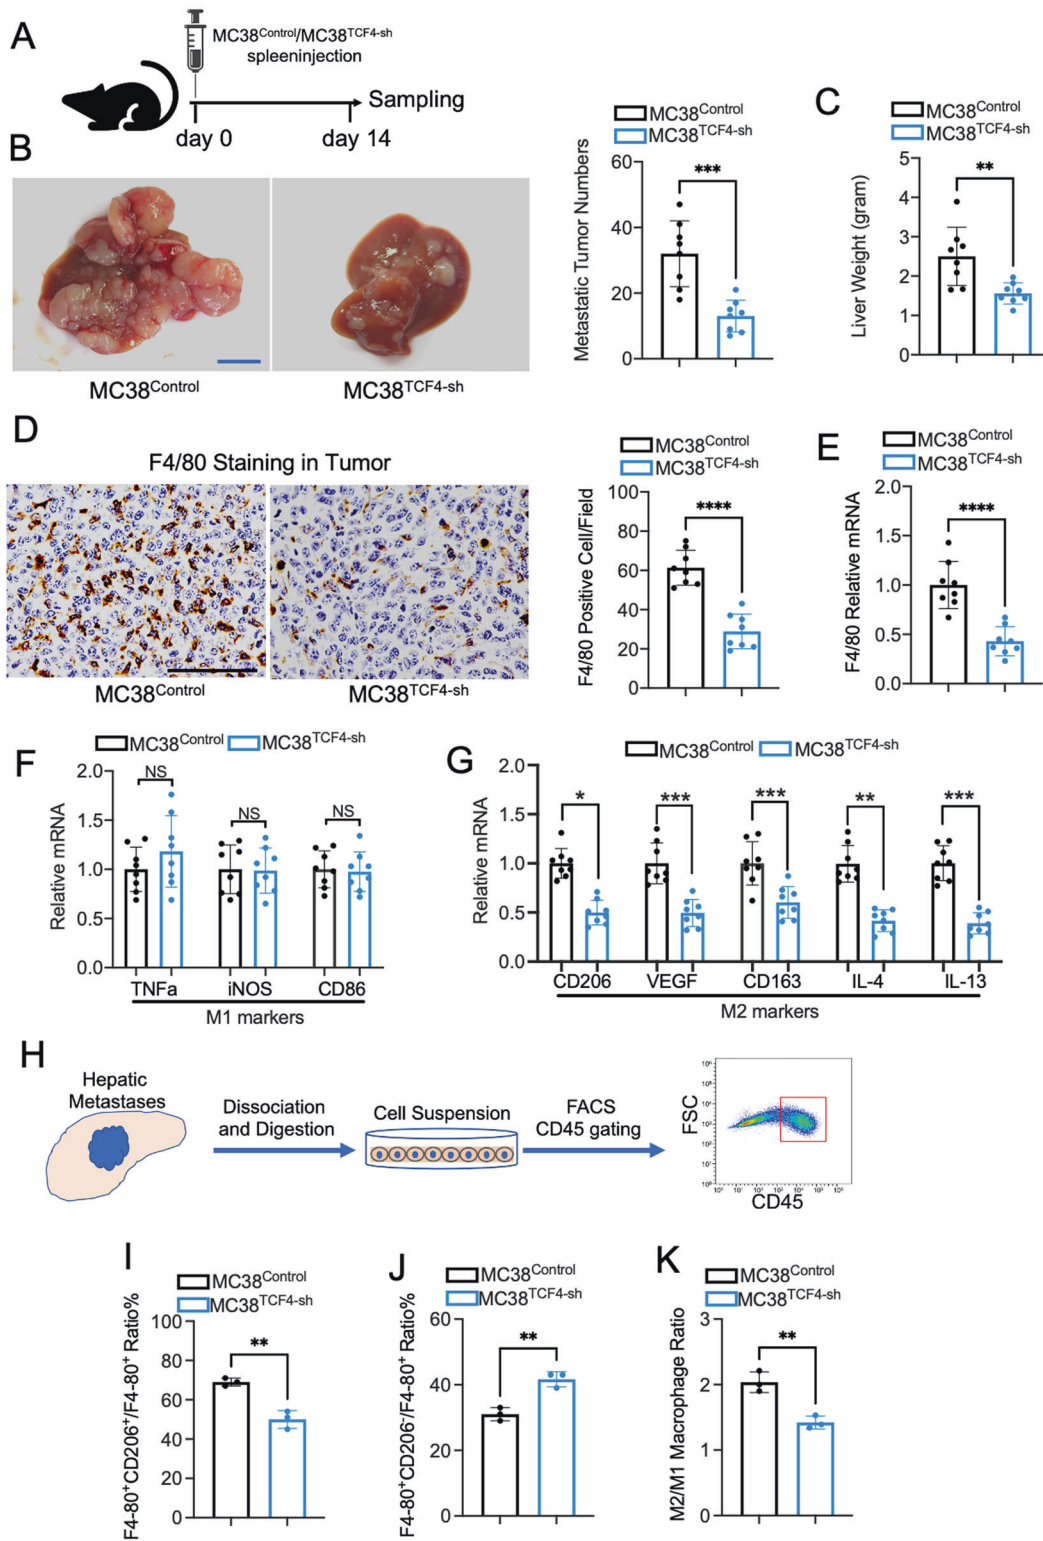 A
MC38Control/MC38TCF4-sh
spleeninjection
Sampling
day 0
day 14
B
MC38Control
MC38TCF4-sh
MC38Control
MC38TCF4-sh
Metastatic Tumor Numbers
60
40
20
0
***
C
MC38Control
MC38TCF4-sh
Liver Weight (gram)
5
4
3
2
1
0
**
D
F4/80 Staining in Tumor
MC38Control
MC38TCF4-sh
MC38Control
MC38TCF4-sh
F4/80 Positive Cell/Field
100
80
60
40
20
0
****
E
MC38Control
MC38TCF4-sh
F4/80 Relative mRNA
2.0
1.5
1.0
0.5
0.0
****
F
MC38Control
MC38TCF4-sh
Relative mRNA
2.0
1.5
1.0
0.5
0.0
NS
NS
NS
TNFa
iNOS
CD86
M1 markers
G
MC38Control
MC38TCF4-sh
Relative mRNA
2.0
1.5
1.0
0.5
0.0
*
***
***
**
***
CD206
VEGF
CD163
IL-4
IL-13
M2 markers
H
Hepatic
Metastases
Dissociation
and Digestion
Cell Suspension
FACS
CD45 gating
FSC
CD45
I
MC38Control
MC38TCF4-sh
F4-80+CD206+/F4-80+ Ratio%
100
80
60
40
20
0
**
J
MC38Control
MC38TCF4-sh
F4-80+CD206-/F4-80+ Ratio%
60
40
20
0
**
K
MC38Control
MC38TCF4-sh
M2/M1 Macrophage Ratio
3
2
1
0
**